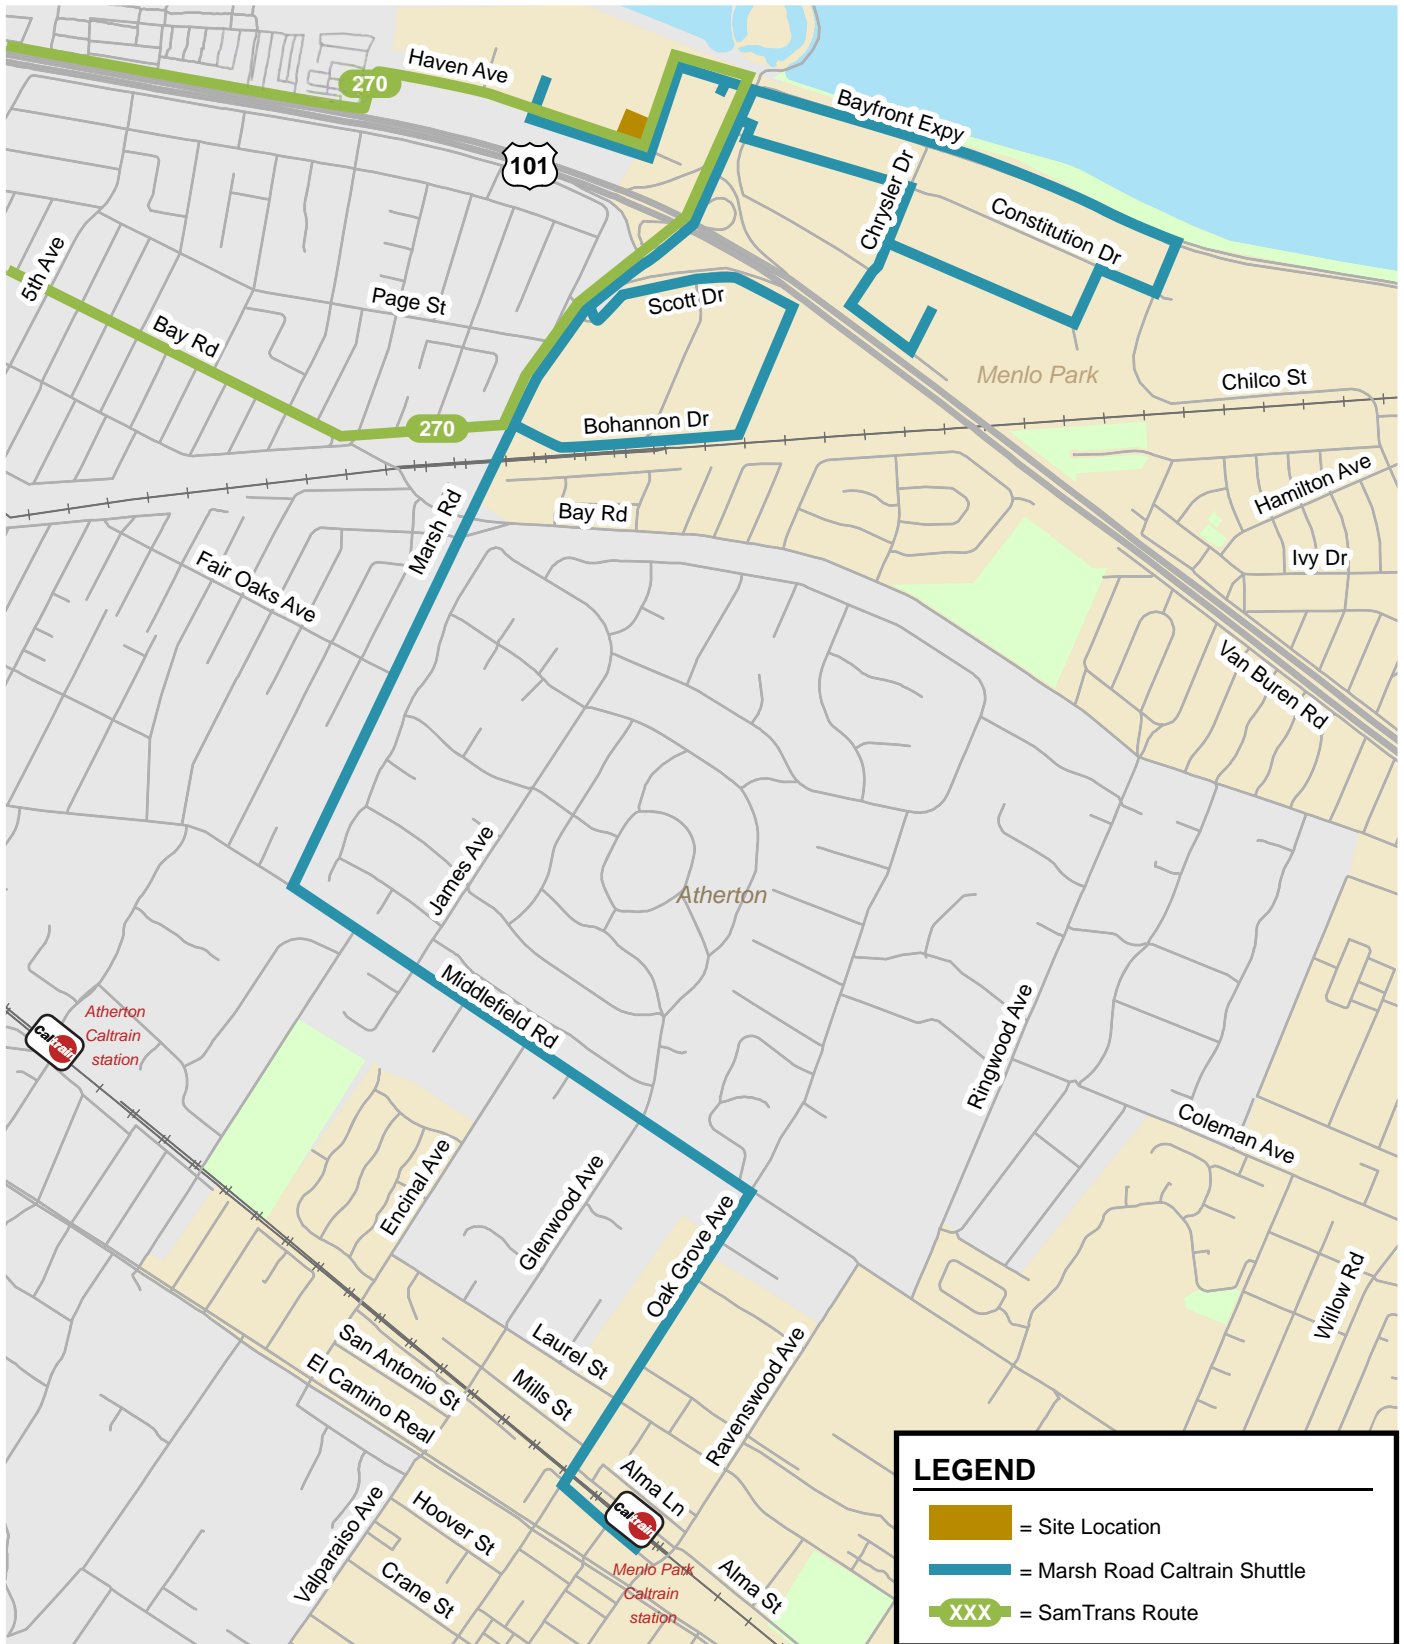 Haven Ave
270
Bayfront Expy
101
Chrysler Dr
Constitution Dr
5th Ave
Page St
Scott Dr
Bay Rd
Menlo Park
Chilco St
270
Bohannon Dr
Hamilton Ave
Marsh Rd
Bay Rd
Ivy Dr
Fair Oaks Ave
Van Buren Rd
James Ave
Atherton
Middlefield Rd
Ringwood Ave
Atherton
Caltrain
station
Caltrain
Coleman Ave
Encinal Ave
Glenwood Ave
Oak Grove Ave
Willow Rd
San Antonio St
Laurel St
El Camino Real
Mills St
Ravenswood Ave
Alma Ln
Caltrain
Valparaiso Ave
Hoover St
Crane St
Menlo Park
Caltrain
station
Alma St
LEGEND
= Site Location
= Marsh Road Caltrain Shuttle
XXX = SamTrans Route